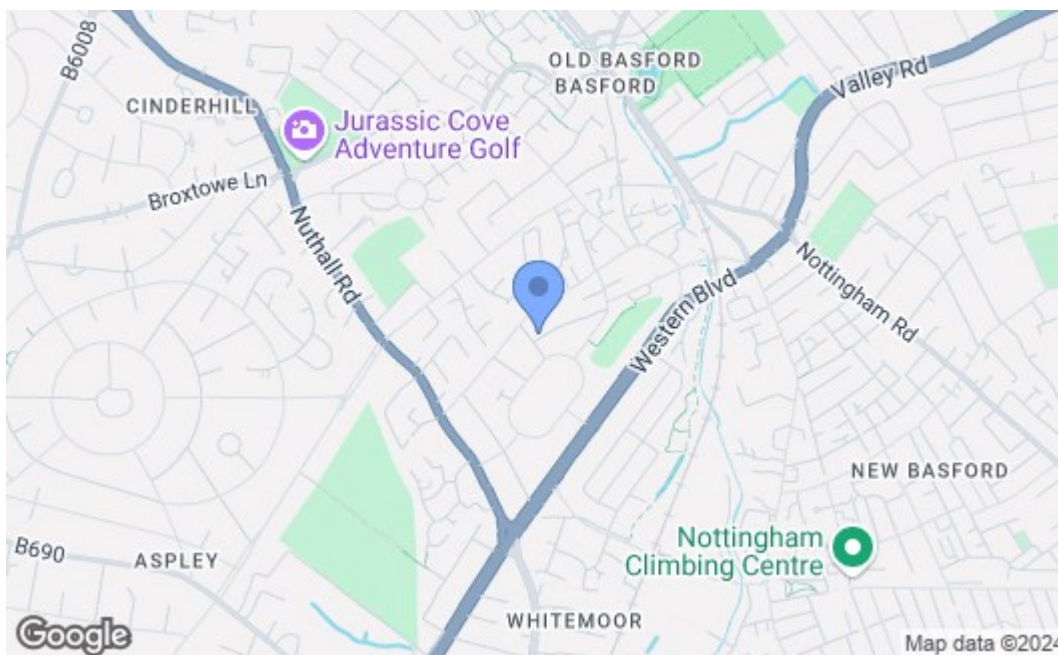 B6008
CINDERHILL
OLD BASFORD
BASFORD
Valley Rd
Jurassic Cove
Adventure Golf
Broxtowe Ln
Nuthall Rd
Western Blvd
Nottingham Rd
NEW BASFORD
B690
ASPLEY
Nottingham
Climbing Centre
WHITEMOOR
Google
Map data ©2024